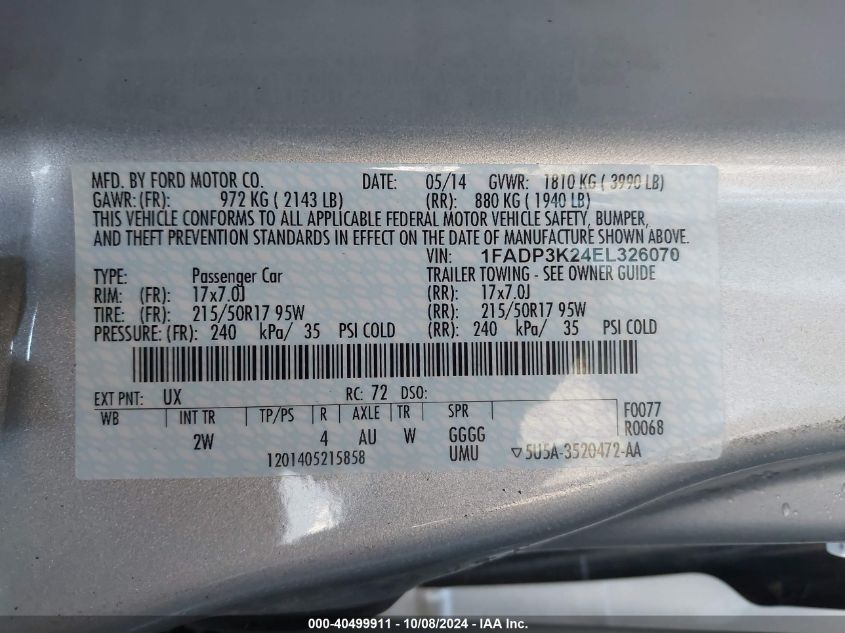 MFD. BY FORD MOTOR CO. DATE: 05/14 GVWR: 1810 KG ( 3990 LB)
GAWR: (FR): 972 KG ( 2143 LB) (RR): 880 KG ( 1940 LB)
THIS VEHICLE CONFORMS TO ALL APPLICABLE FEDERAL MOTOR VEHICLE SAFETY, BUMPER,
AND THEFT PREVENTION STANDARDS IN EFFECT ON THE DATE OF MANUFACTURE SHOWN ABOVE.
VIN: 1FADP3K24EL326070
TYPE: Passenger Car TRAILER TOWING - SEE OWNER GUIDE
RIM: (FR): 17x7.0J (RR): 17x7.0J
TIRE: (FR): 215/50R17 95W (RR): 215/50R17 95W
PRESSURE: (FR): 240 kPa/ 35 PSI COLD (RR): 240 kPa/ 35 PSI COLD
EXT PNT: UX RC: 72 DSO:
WB INT TR TP/PS R AXLE TR SPR F0077
2W 4 AU W GGGG R0068
1201405215858 UMU ▽5U5A-3520472-AA
000-40499911 - 10/08/2024 - IAA Inc.